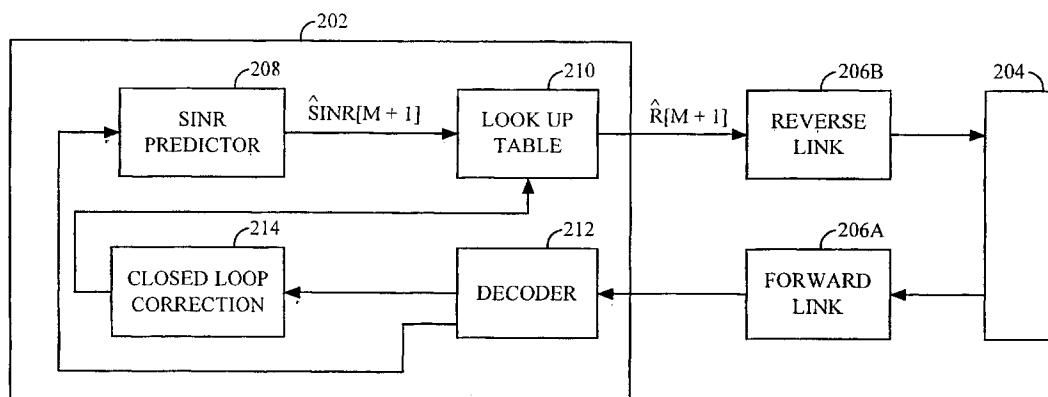 202
208
210
206B
204
SINR
PREDICTOR
ŜINR[M + 1]
LOOK UP
TABLE
R̂[M + 1]
REVERSE
LINK
214
212
206A
CLOSED LOOP
CORRECTION
DECODER
FORWARD
LINK